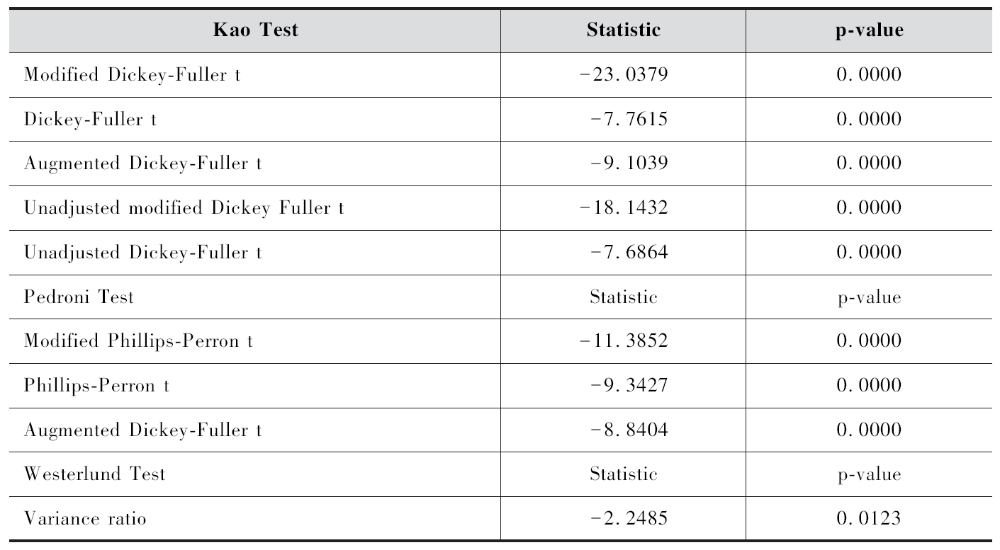 Kao Test Statistic p-value
Modified Dickey-Fuller t -23.0379 0.0000
Dickey-Fuller t -7.7615 0.0000
Augmented Dickey-Fuller t -9.1039 0.0000
Unadjusted modified Dickey Fuller t -18.1432 0.0000
Unadjusted Dickey-Fuller t -7.6864 0.0000
Pedroni Test Statistic p-value
Modified Phillips-Perron t -11.3852 0.0000
Phillips-Perron t -9.3427 0.0000
Augmented Dickey-Fuller t -8.8404 0.0000
Westerlund Test Statistic p-value
Variance ratio -2.2485 0.0123